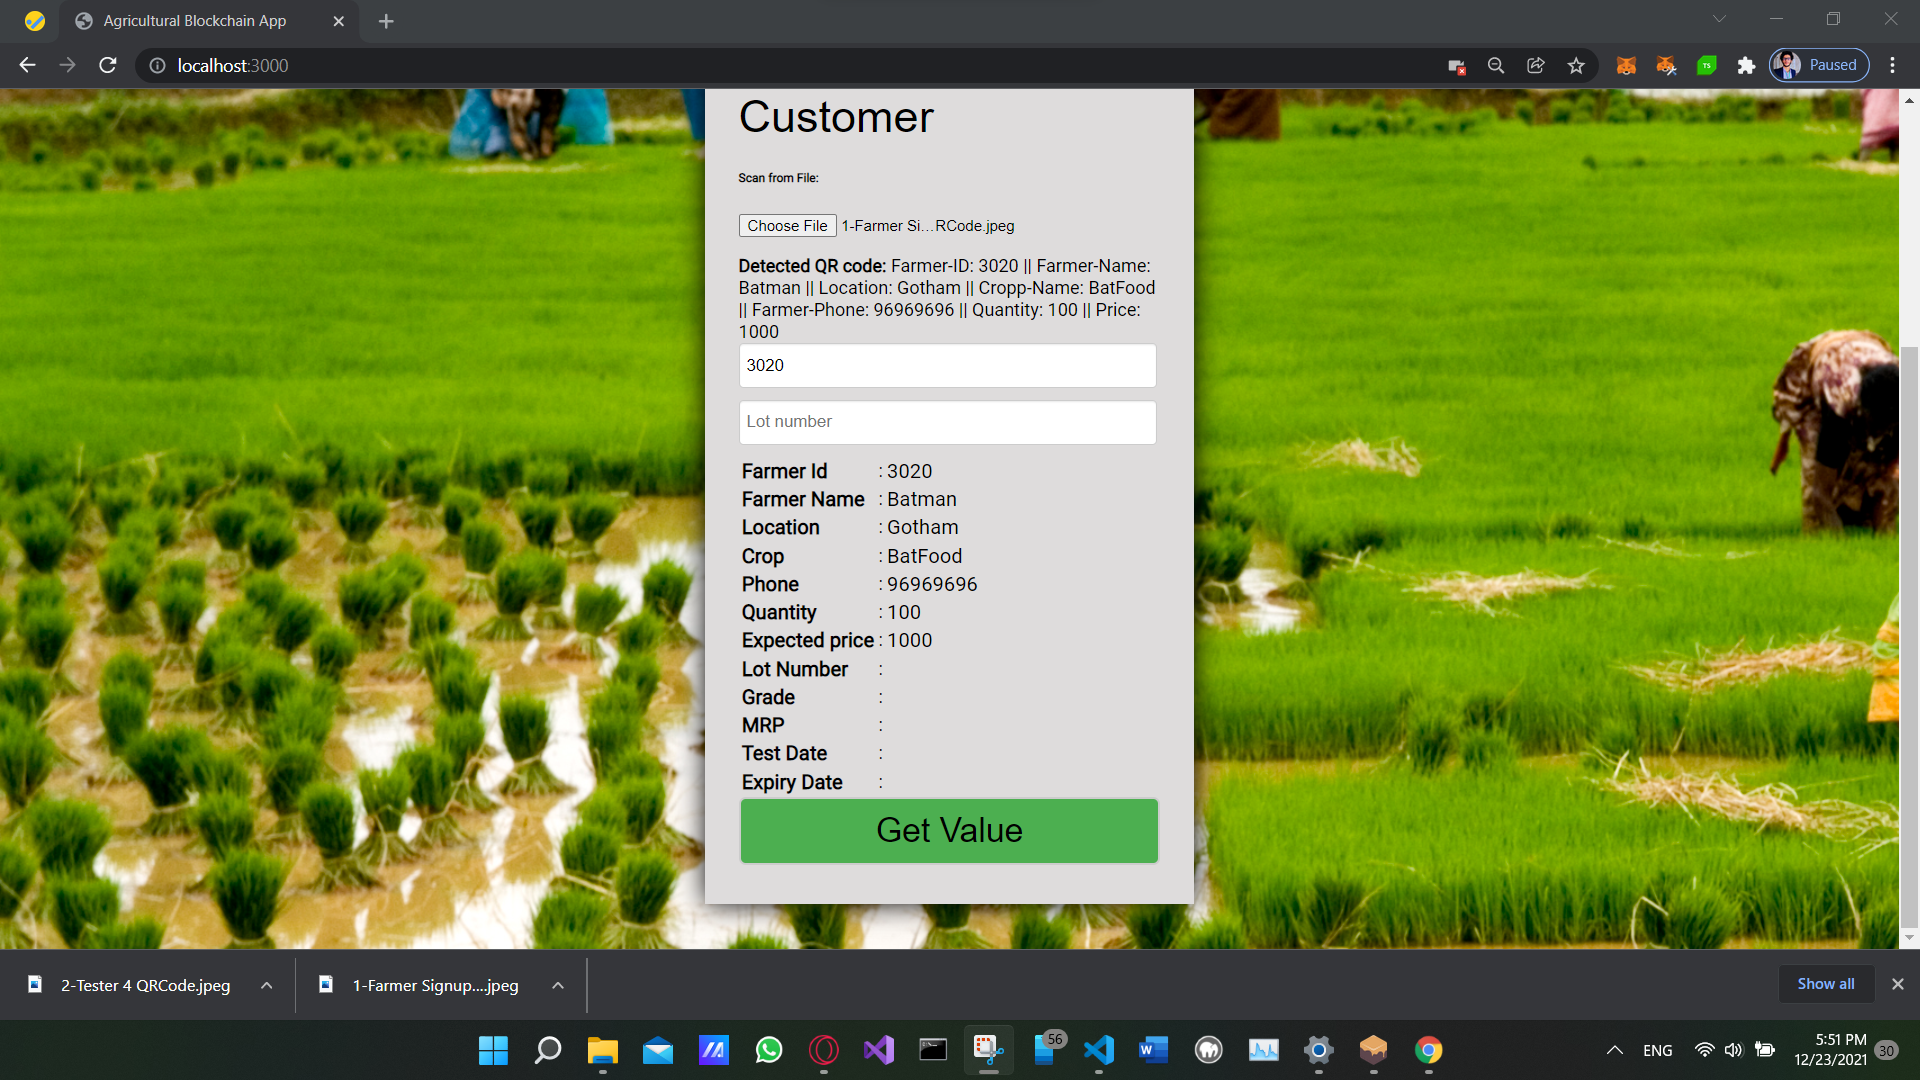 Agricultural Blockchain App
localhost:3000
TS
Paused
Customer
Scan from File:
Choose File 1-Farmer Si...RCode.jpeg
Detected QR code: Farmer-ID: 3020 || Farmer-Name:
Batman || Location: Gotham || Cropp-Name: BatFood
|| Farmer-Phone: 96969696 || Quantity: 100 || Price:
1000
3020
Lot number
Farmer Id : 3020
Farmer Name : Batman
Location : Gotham
Crop : BatFood
Phone : 96969696
Quantity : 100
Expected price : 1000
Lot Number :
Grade :
MRP :
Test Date :
Expiry Date :
Get Value
2-Tester 4 QRCode.jpeg
1-Farmer Signup....jpeg
Show all
56
W
ENG
5:51 PM
12/23/2021
30